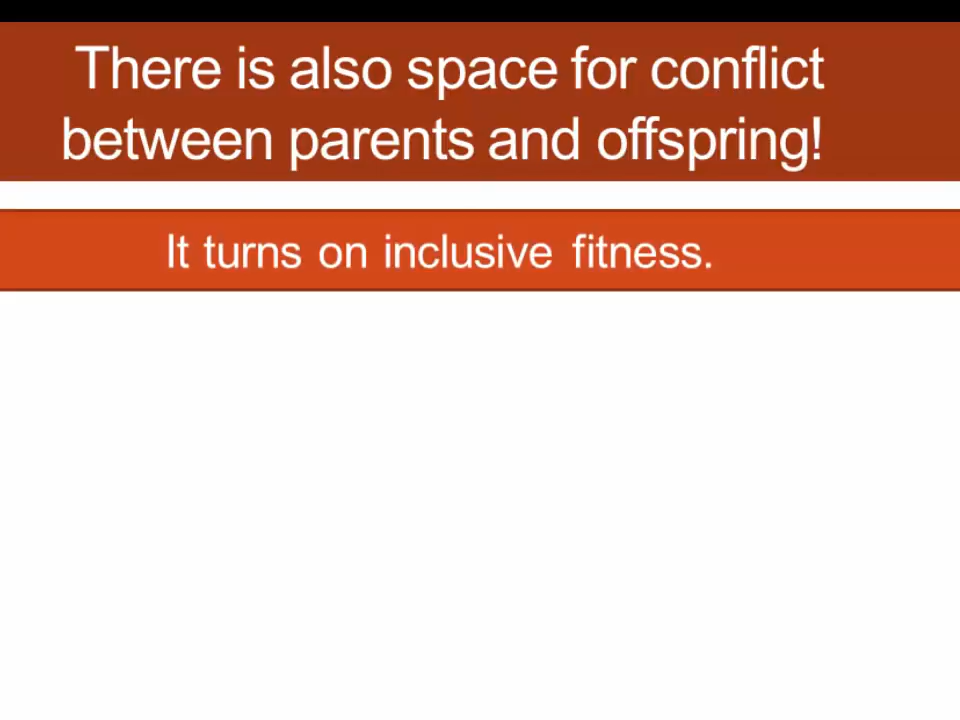 There is also space for conflict
between parents and offspring!
It turns on inclusive fitness.